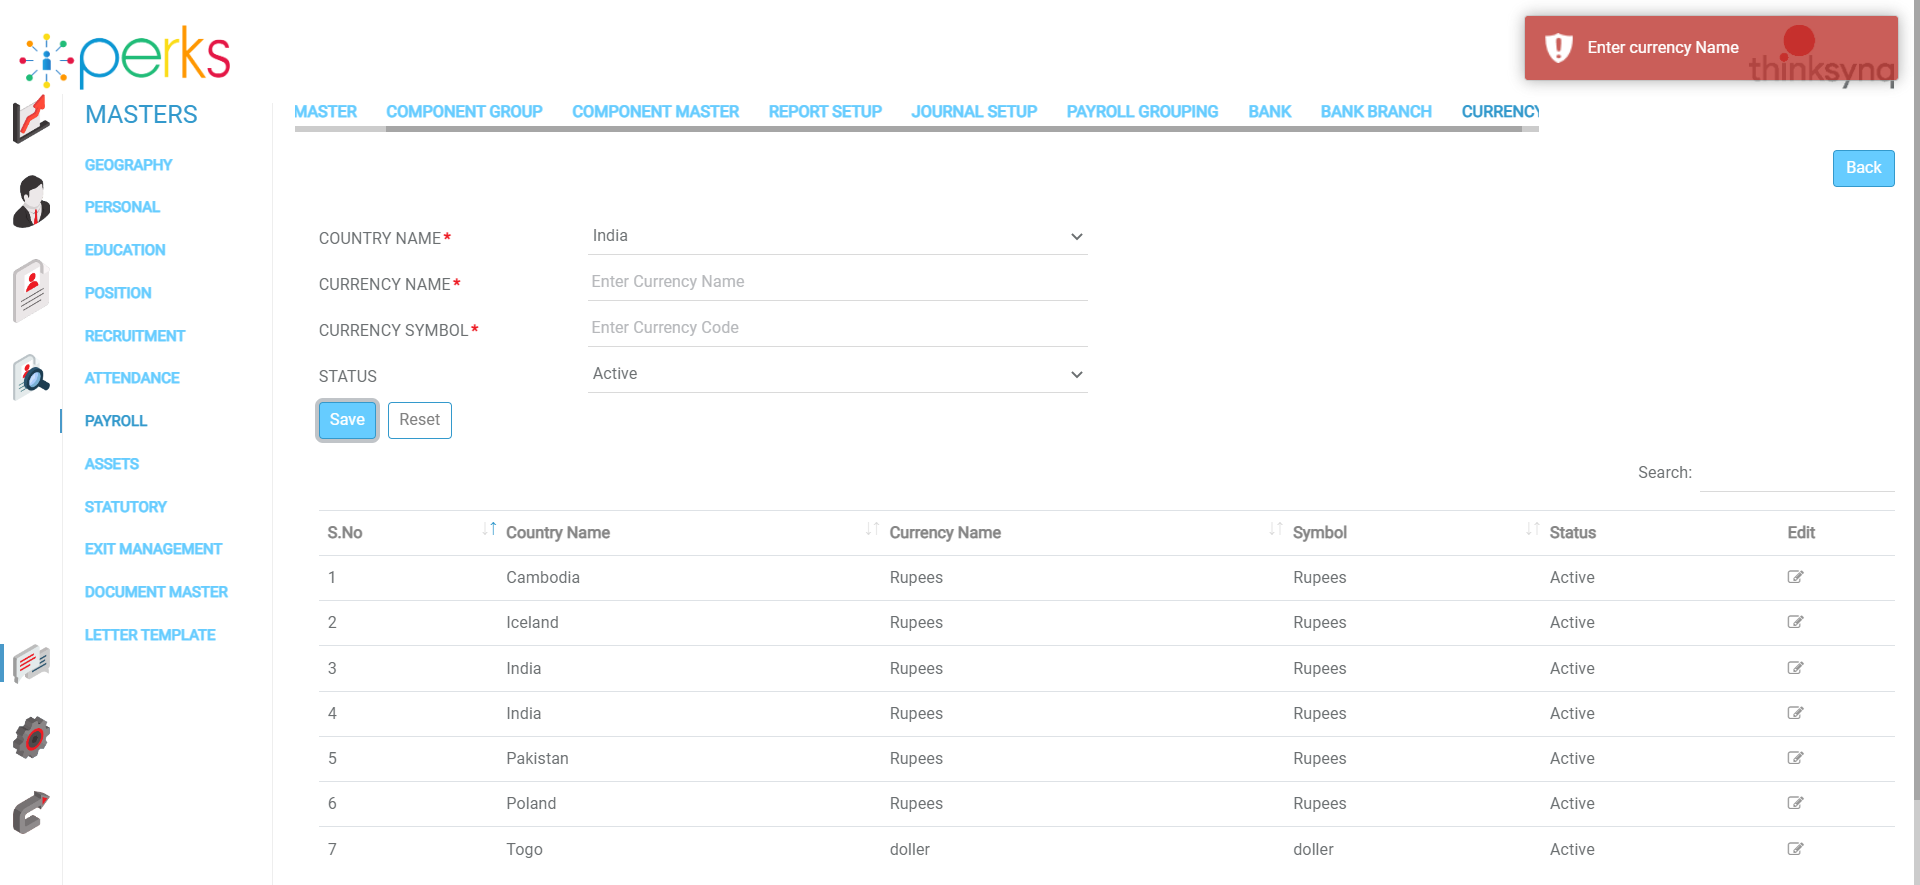 perks
Enter currency Name
thinksynq
MASTERS
MASTER COMPONENT GROUP COMPONENT MASTER REPORT SETUP JOURNAL SETUP PAYROLL GROUPING BANK BANK BRANCH CURRENCY
Back
GEOGRAPHY
PERSONAL
EDUCATION
POSITION
RECRUITMENT
ATTENDANCE
PAYROLL
ASSETS
STATUTORY
EXIT MANAGEMENT
DOCUMENT MASTER
LETTER TEMPLATE
COUNTRY NAME* India
CURRENCY NAME* Enter Currency Name
CURRENCY SYMBOL* Enter Currency Code
STATUS Active
Save Reset
Search:
S.No Country Name Currency Name Symbol Status Edit
1 Cambodia Rupees Rupees Active
2 Iceland Rupees Rupees Active
3 India Rupees Rupees Active
4 India Rupees Rupees Active
5 Pakistan Rupees Rupees Active
6 Poland Rupees Rupees Active
7 Togo doller doller Active